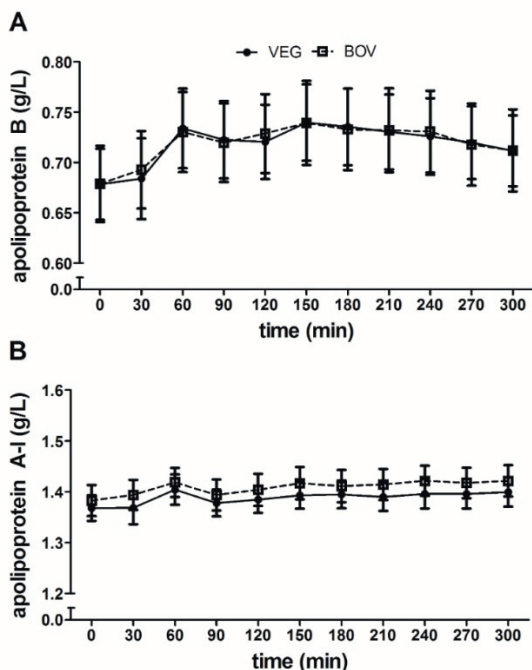 A
VEG BOV
apolipoprotein B (g/L)
0.80
0.75
0.70
0.65
0.60
0.0
0 30 60 90 120 150 180 210 240 270 300
time (min)
B
apolipoprotein A-I (g/L)
1.6
1.5
1.4
1.3
1.2
0.0
0 30 60 90 120 150 180 210 240 270 300
time (min)